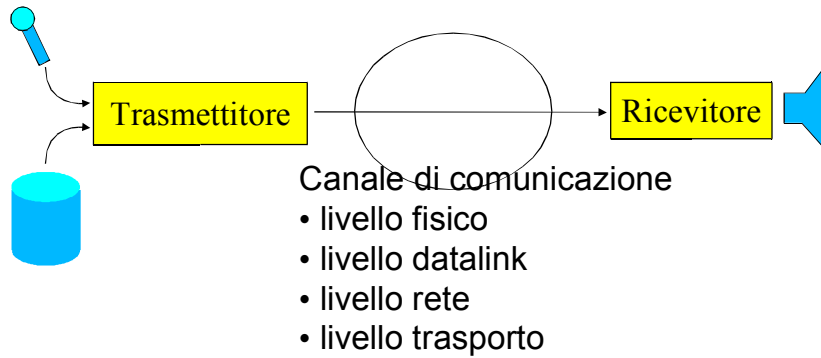 Trasmettitore
Ricevitore
Canale di comunicazione
• livello fisico
• livello datalink
• livello rete
• livello trasporto